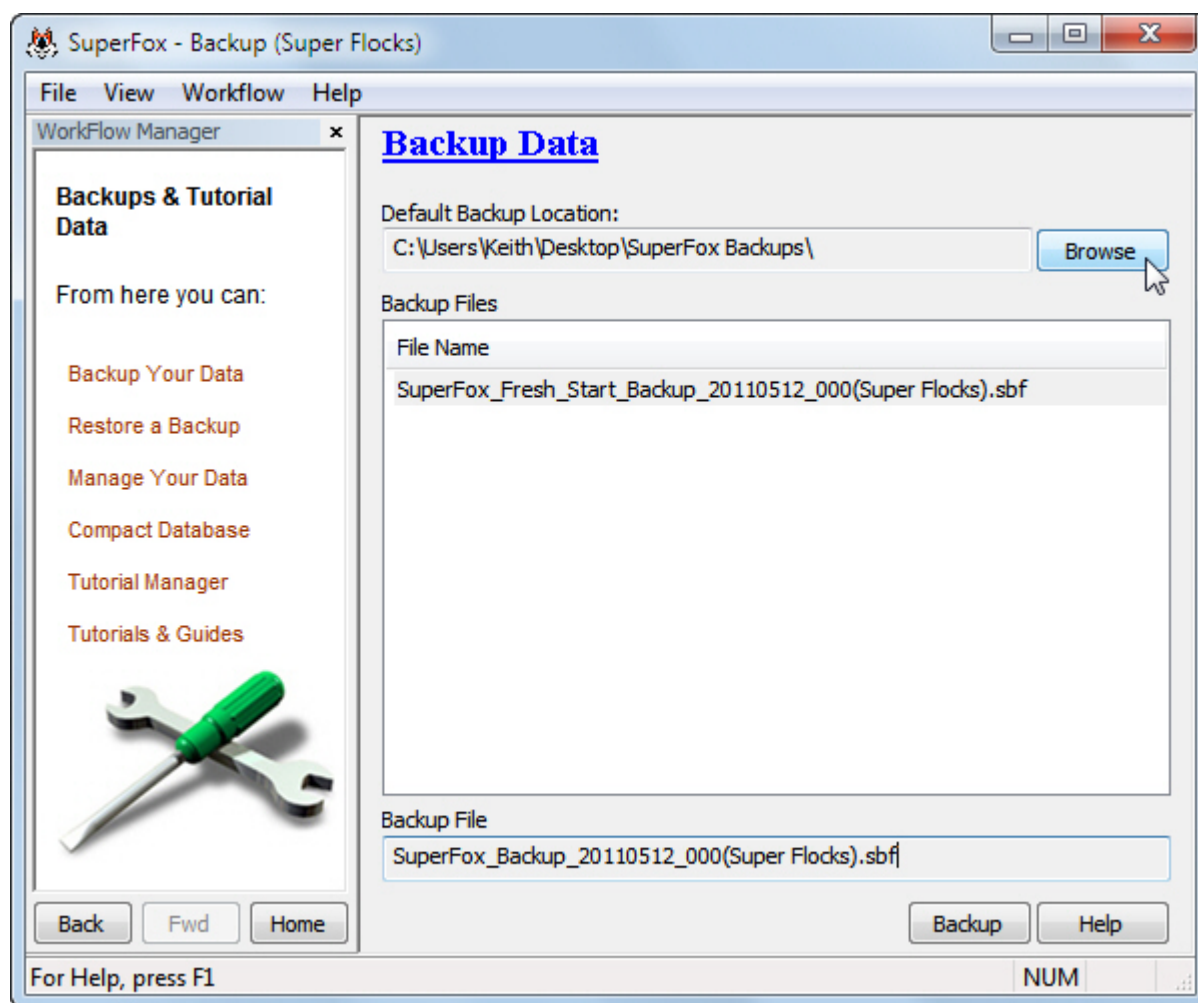 SuperFox - Backup (Super Flocks)
File View Workflow Help
WorkFlow Manager
Backups & Tutorial
Data
From here you can:
Backup Your Data
Restore a Backup
Manage Your Data
Compact Database
Tutorial Manager
Tutorials & Guides
Back Fwd Home
Backup Data
Default Backup Location:
C:\Users\Keith\Desktop\SuperFox Backups\
Browse
Backup Files
File Name
SuperFox_Fresh_Start_Backup_20110512_000(Super Flocks).sbf
Backup File
SuperFox_Backup_20110512_000(Super Flocks).sbf
Backup Help
For Help, press F1 NUM